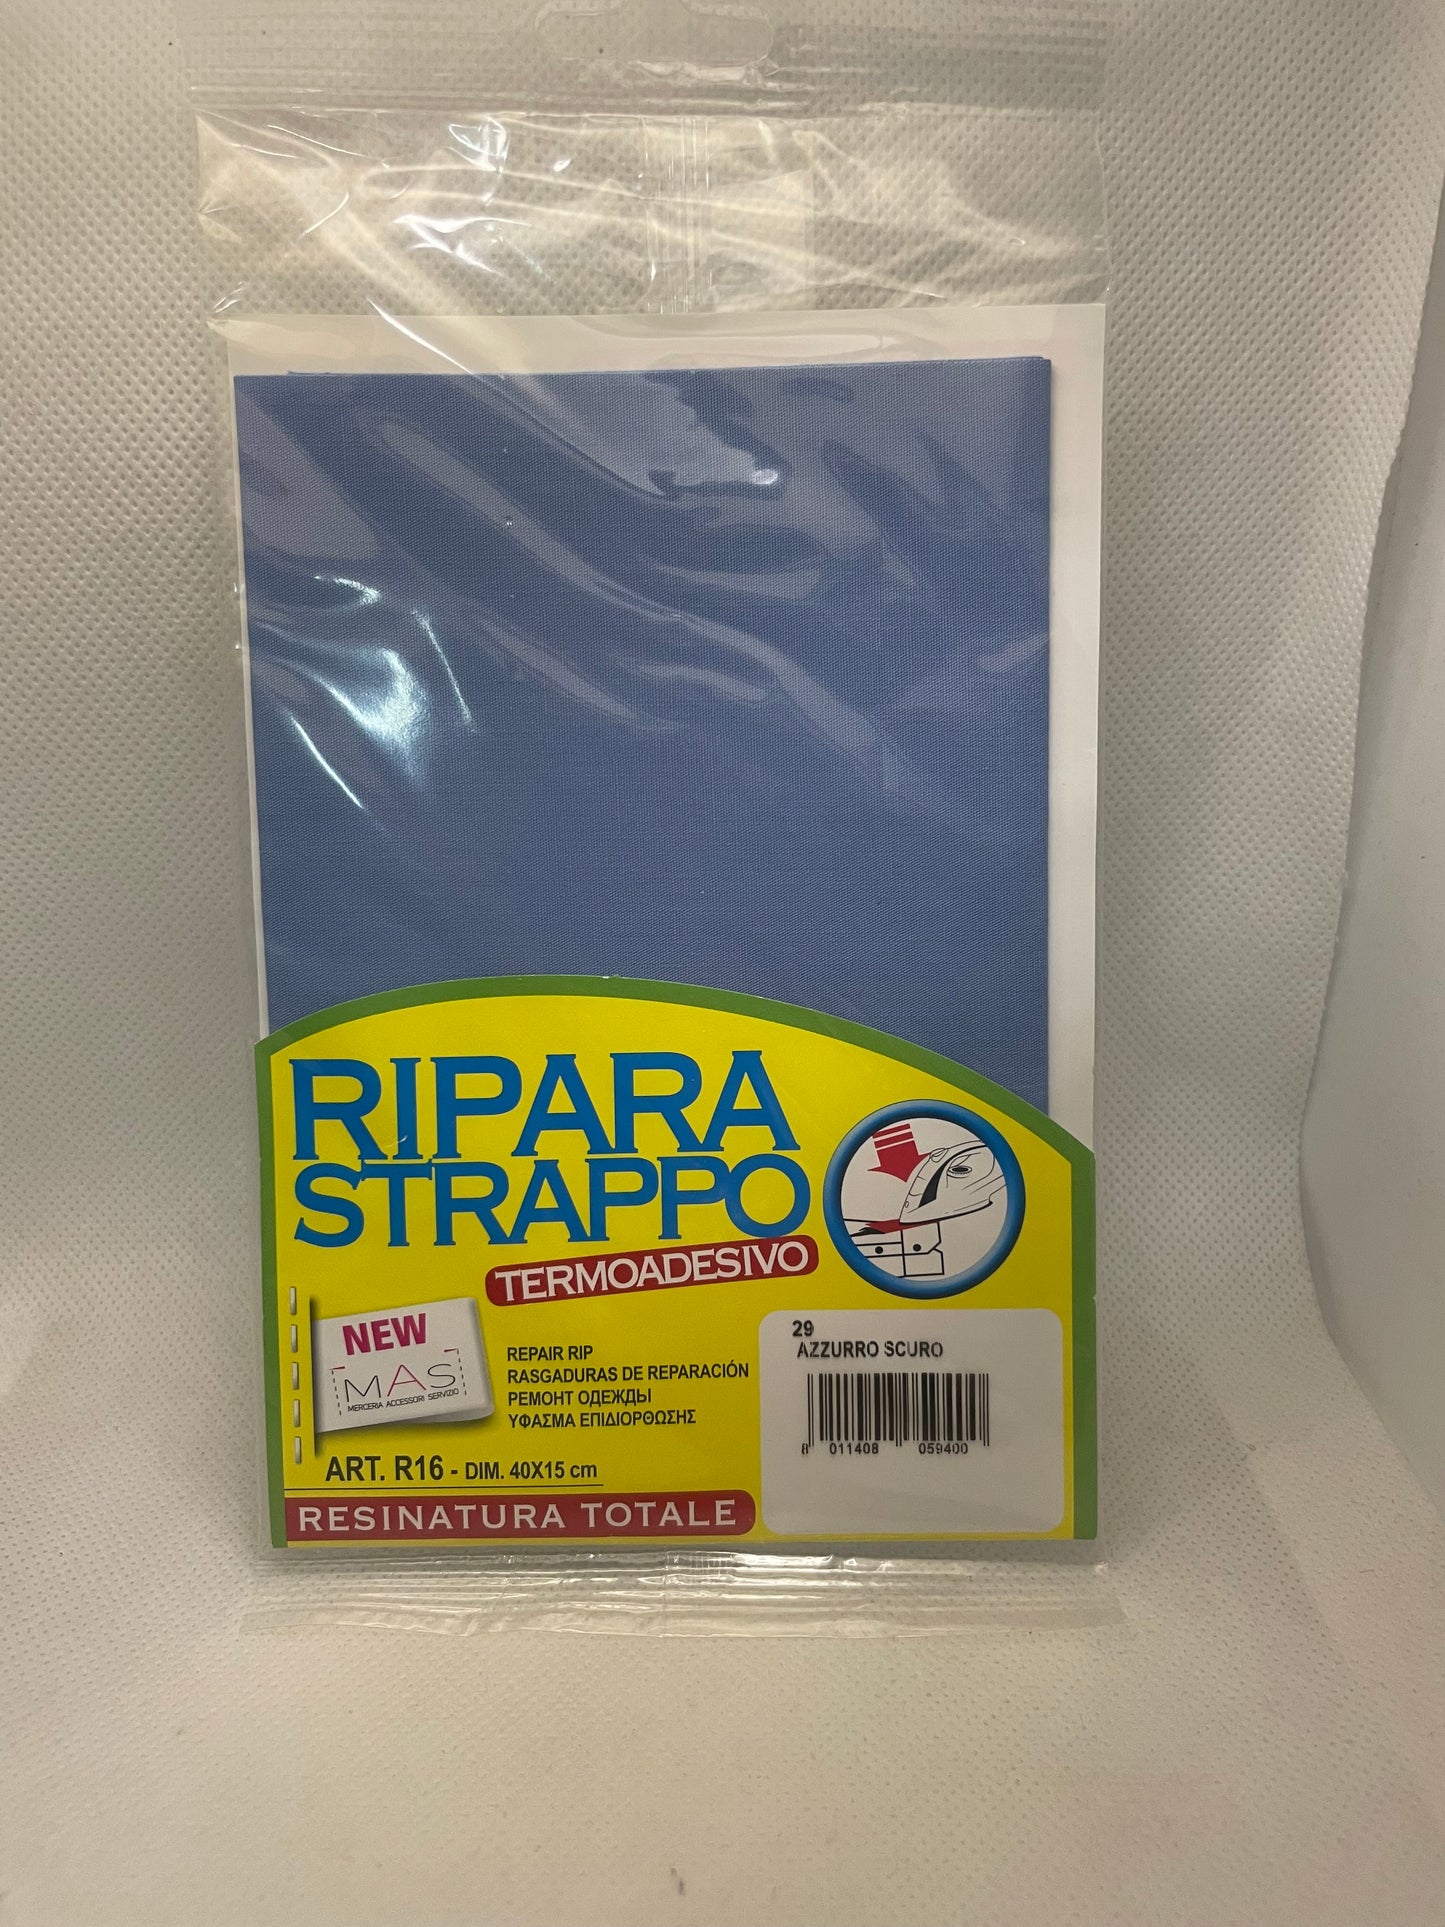 RIPARA
STRAPPO
TERMOADESIVO
NEW
MAS
MERCERIA ACCESSORI SERVIZIO
REPAIR RIP
RASGADURAS DE REPARACIÓN
РЕМОНТ ОДЕЖДЫ
ΥΦΑΣΜΑ ΕΠΙΔΙΟΡΘΩΣΗΣ
29
AZZURRO SCURO
8 011408 059400
ART. R16 - DIM. 40X15 cm
RESINATURA TOTALE